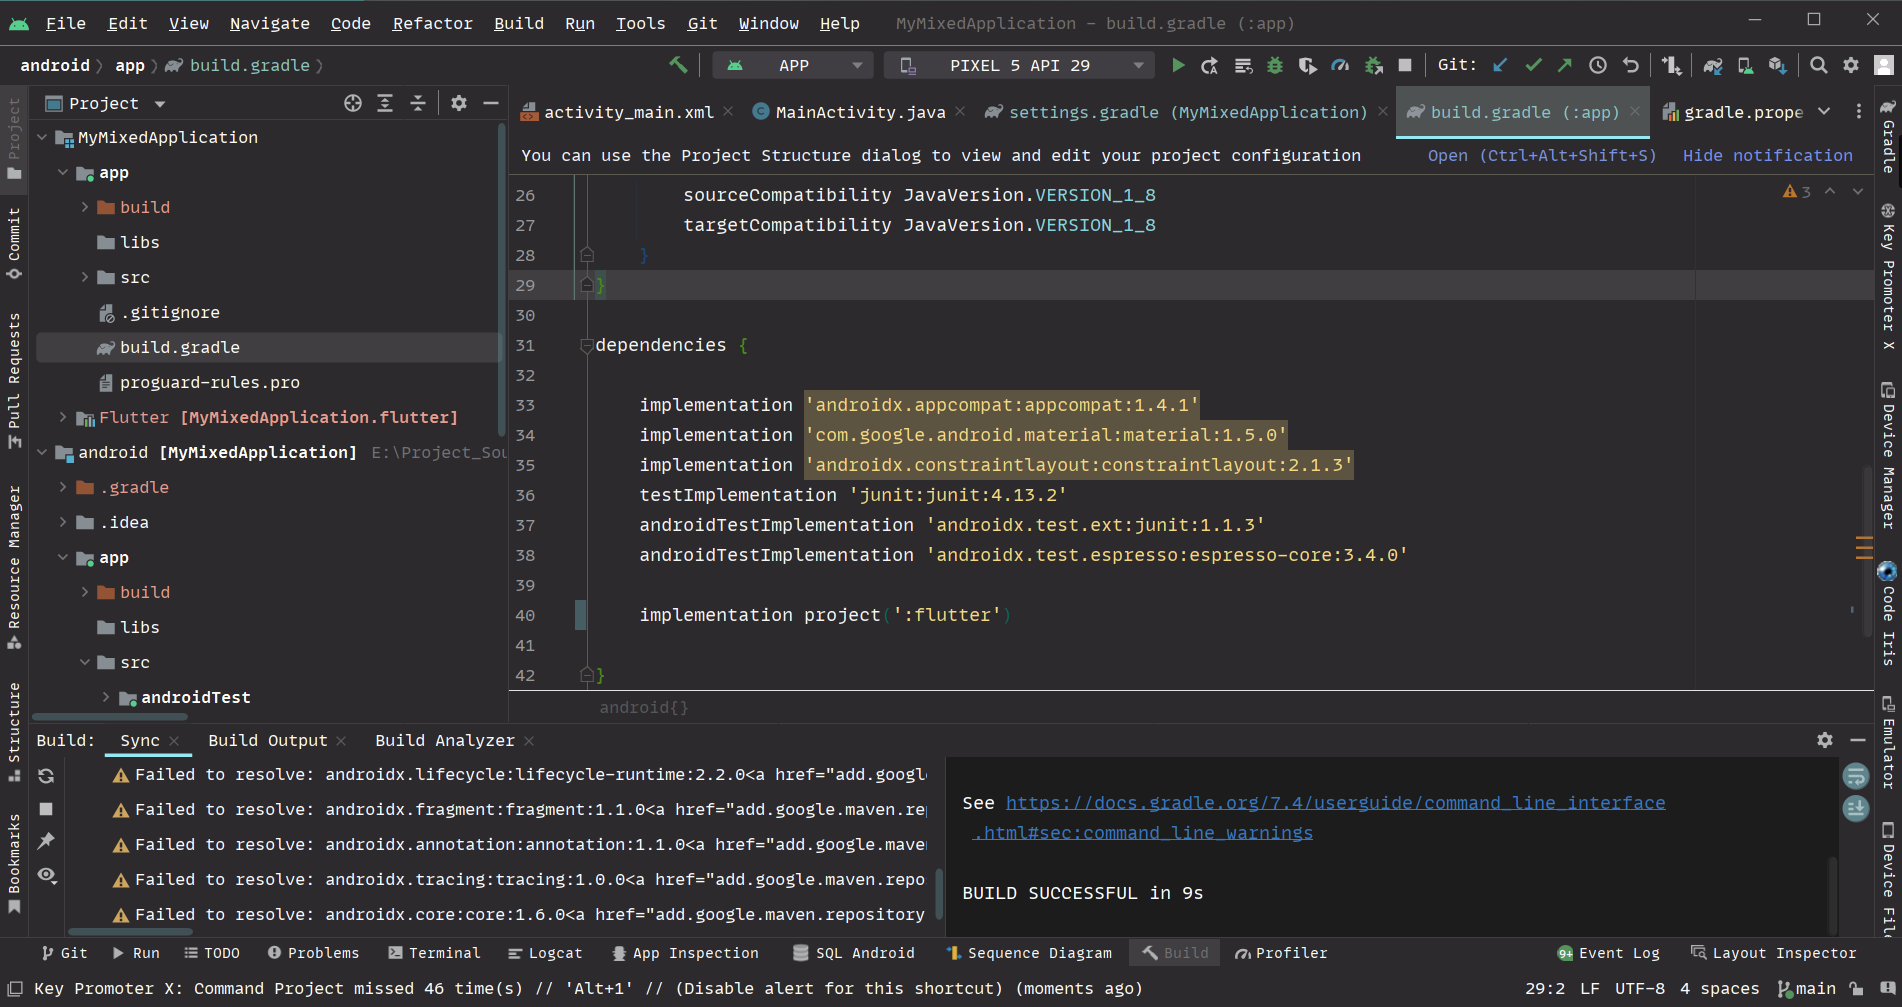 File Edit View Navigate Code Refactor Build Run Tools Git Window Help MyMixedApplication - build.gradle (:app)
android app build.gradle APP PIXEL 5 API 29 Git:
Project
activity_main.xml MainActivity.java settings.gradle (MyMixedApplication) build.gradle (:app) gradle.prope
You can use the Project Structure dialog to view and edit your project configuration Open (Ctrl+Alt+Shift+S) Hide notification
MyMixedApplication
app
build
libs
src
.gitignore
build.gradle
proguard-rules.pro
Flutter [MyMixedApplication.flutter]
android [MyMixedApplication] E:\Project_Sou
.gradle
.idea
app
build
libs
src
androidTest
26 sourceCompatibility JavaVersion.VERSION_1_8
27 targetCompatibility JavaVersion.VERSION_1_8
28 }
29 }
30
31 dependencies {
32
33 implementation 'androidx.appcompat:appcompat:1.4.1'
34 implementation 'com.google.android.material:material:1.5.0'
35 implementation 'androidx.constraintlayout:constraintlayout:2.1.3'
36 testImplementation 'junit:junit:4.13.2'
37 androidTestImplementation 'androidx.test.ext:junit:1.1.3'
38 androidTestImplementation 'androidx.test.espresso:espresso-core:3.4.0'
39
40 implementation project(':flutter')
41
42 }
android{}
3
Project
Commit
Pull Requests
Resource Manager
Structure
Bookmarks
Gradle
Key Promoter X
Device Manager
Code Iris
Emulator
Device File
Build: Sync Build Output Build Analyzer
Failed to resolve: androidx.lifecycle:lifecycle-runtime:2.2.0<a href="add.googl
Failed to resolve: androidx.fragment:fragment:1.1.0<a href="add.google.maven.rep
Failed to resolve: androidx.annotation:annotation:1.1.0<a href="add.google.maven
Failed to resolve: androidx.tracing:tracing:1.0.0<a href="add.google.maven.repo
Failed to resolve: androidx.core:core:1.6.0<a href="add.google.maven.repository
See https://docs.gradle.org/7.4/userguide/command_line_interface
.html#sec:command_line_warnings
BUILD SUCCESSFUL in 9s
Git Run TODO Problems Terminal Logcat App Inspection SQL Android Sequence Diagram Build Profiler 9+ Event Log Layout Inspector
Key Promoter X: Command Project missed 46 time(s) // 'Alt+1' // (Disable alert for this shortcut) (moments ago) 29:2 LF UTF-8 4 spaces main